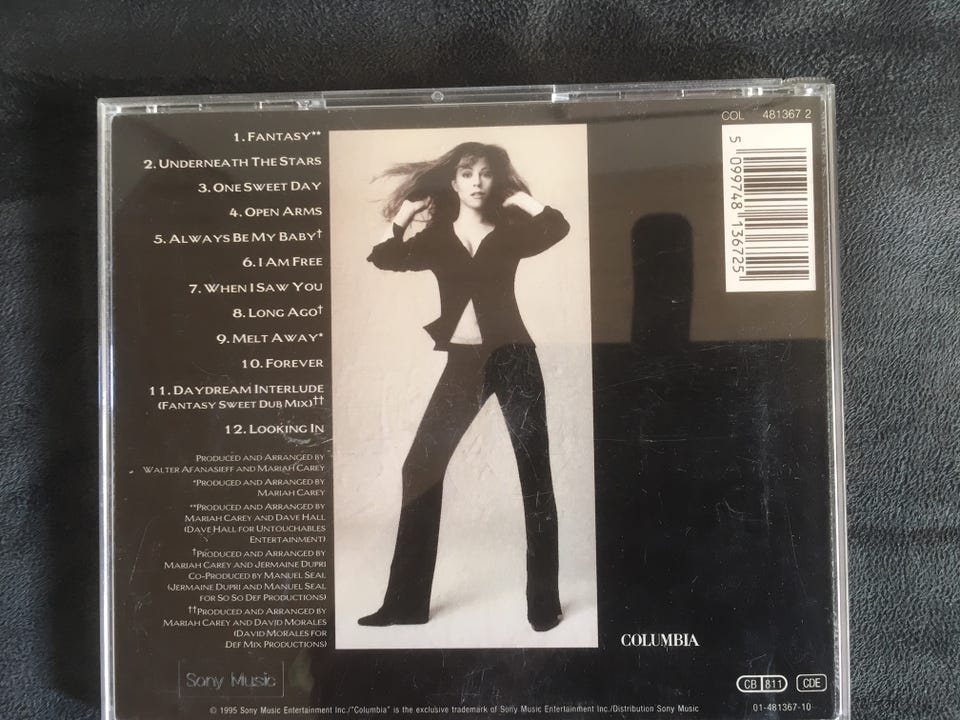 1. FANTASY**
2. UNDERNEATH THE STARS
3. ONE SWEET DAY
4. OPEN ARMS
5. ALWAYS BE MY BABY†
6. I AM FREE
7. WHEN I SAW YOU
8. LONG AGO†
9. MELT AWAY*
10. FOREVER
11. DAYDREAM INTERLUDE
(FANTASY SWEET DUB MIX)††
12. LOOKING IN
PRODUCED AND ARRANGED BY
WALTER AFANASIEFF AND MARIAH CAREY
*PRODUCED AND ARRANGED BY
MARIAH CAREY
**PRODUCED AND ARRANGED BY
MARIAH CAREY AND DAVE HALL
(DAVE HALL FOR UNTOUCHABLES
ENTERTAINMENT)
†PRODUCED AND ARRANGED BY
MARIAH CAREY AND JERMAINE DUPRI
CO-PRODUCED BY MANUEL SEAL
(JERMAINE DUPRI AND MANUEL SEAL
FOR SO SO DEF PRODUCTIONS)
††PRODUCED AND ARRANGED BY
MARIAH CAREY AND DAVID MORALES
(DAVID MORALES FOR
DEF MIX PRODUCTIONS)
COL 481367 2
5 099748 136725
COLUMBIA
Sony Music
CB 811 CDE
© 1995 Sony Music Entertainment Inc./"Columbia" is the exclusive trademark of Sony Music Entertainment Inc./Distribution Sony Music
01-481367-10